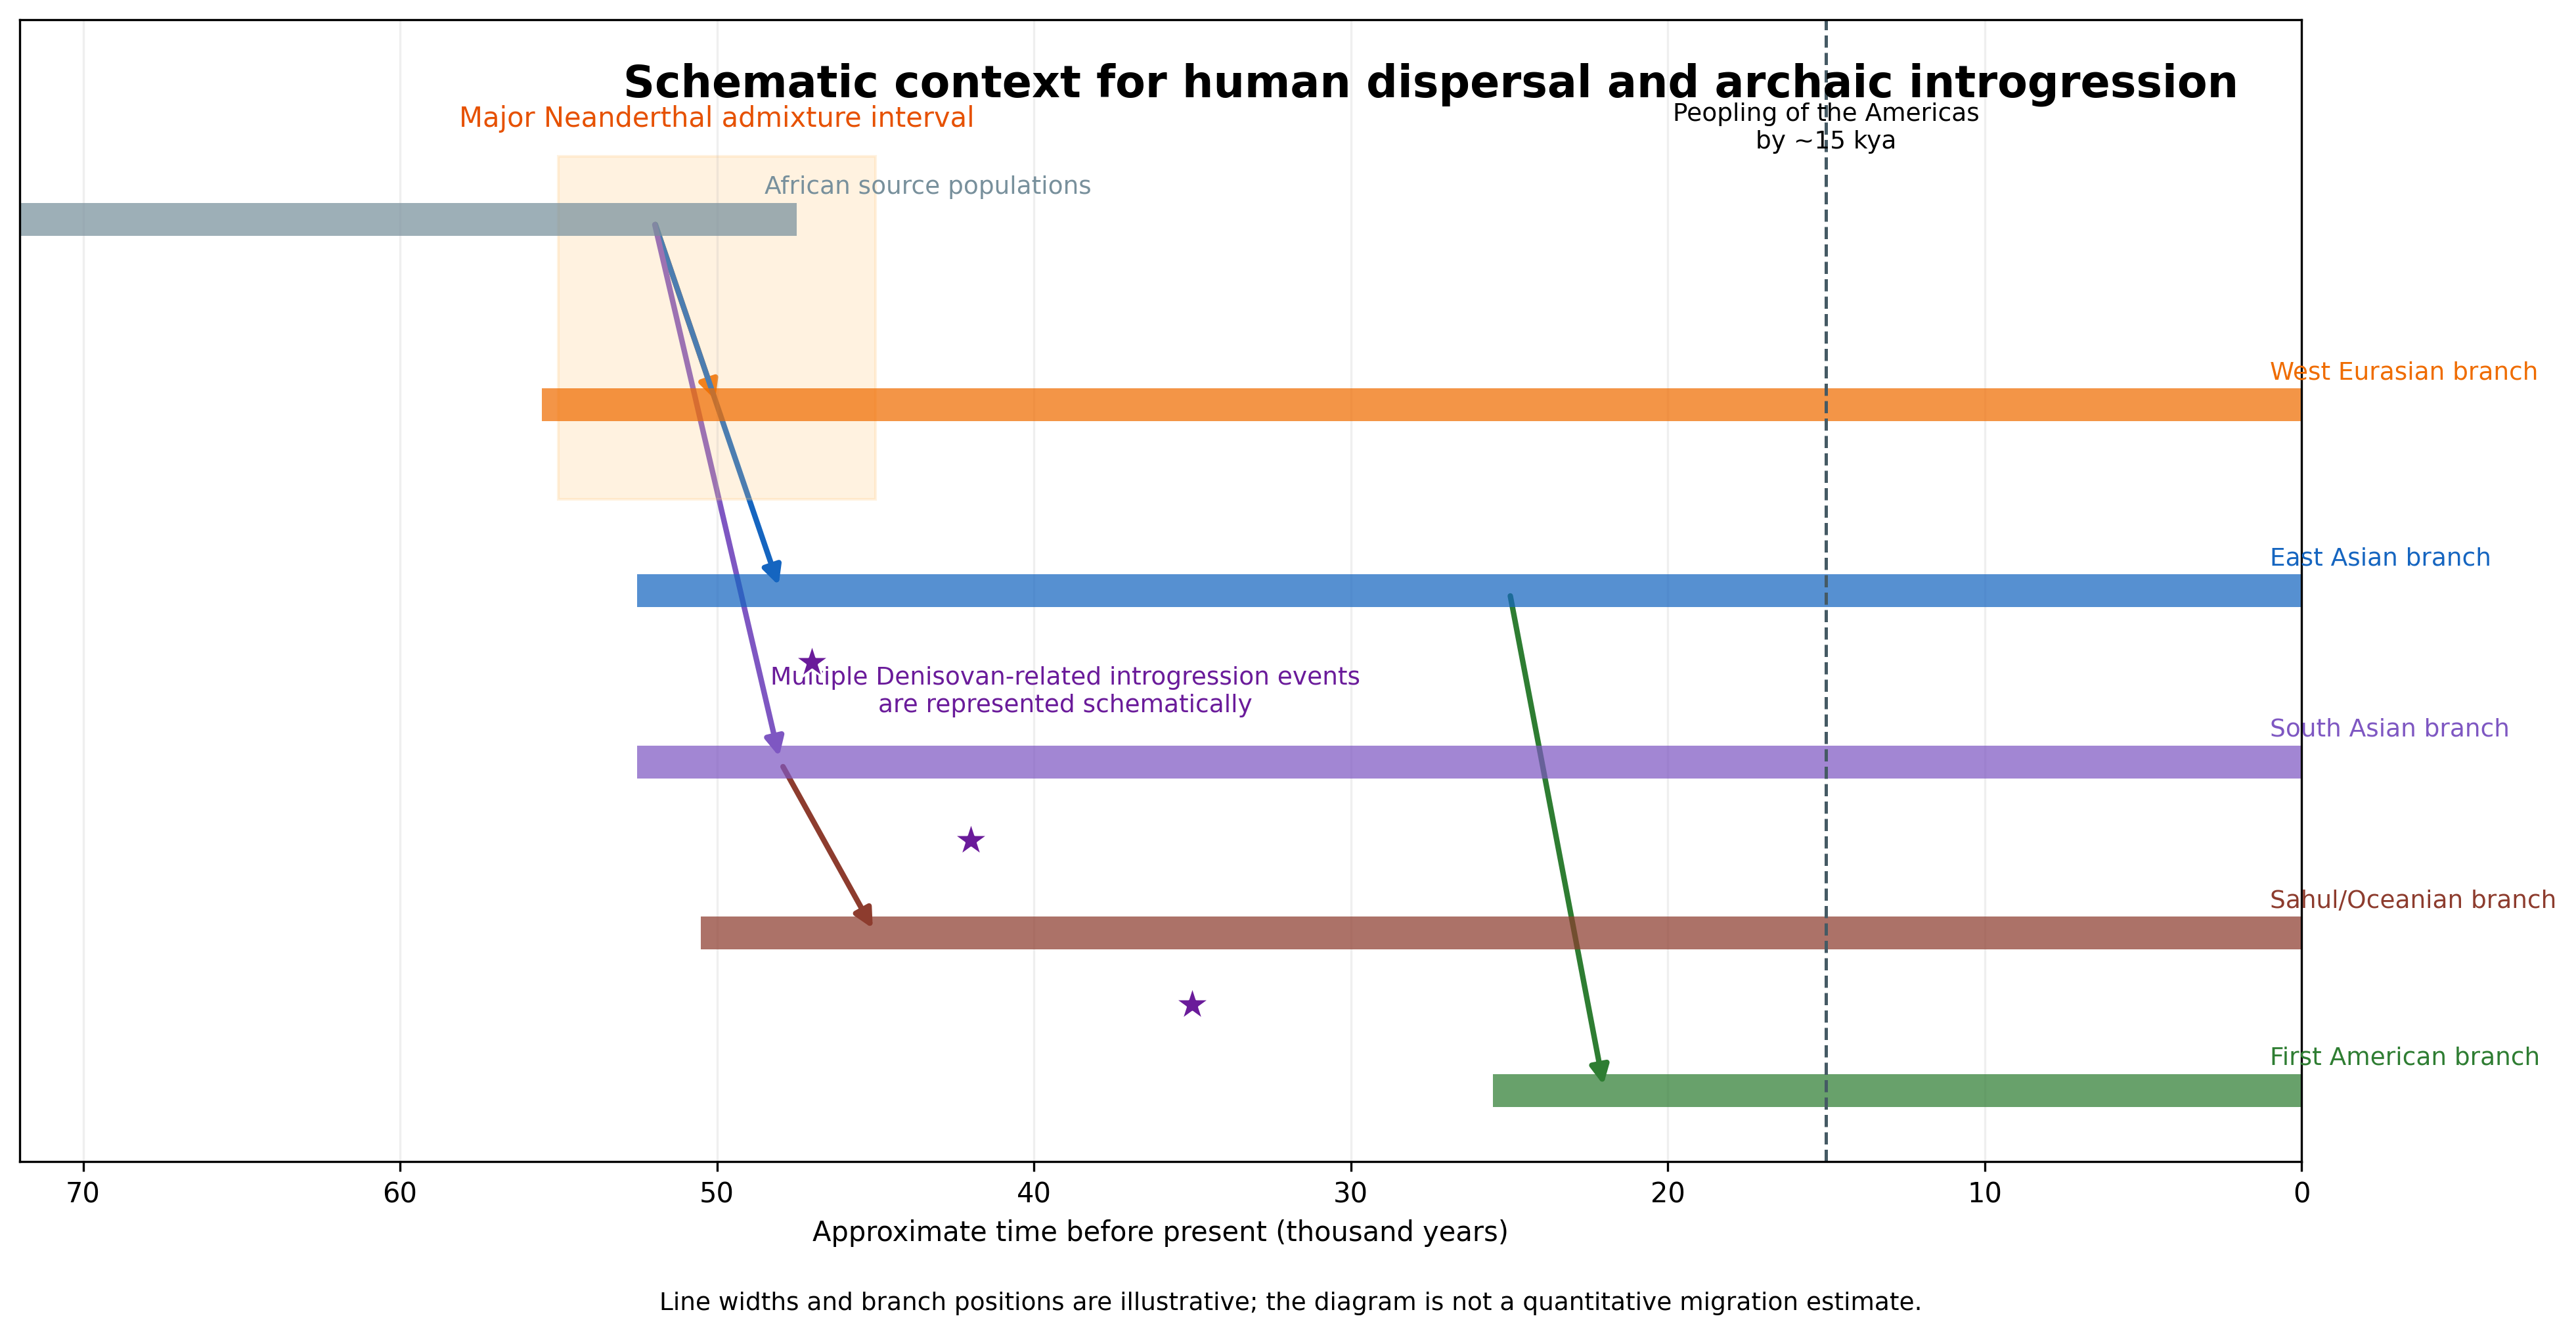 Schematic context for human dispersal and archaic introgression
Major Neanderthal admixture interval
Peopling of the Americas
by ~15 kya
African source populations
West Eurasian branch
East Asian branch
Multiple Denisovan-related introgression events
are represented schematically
South Asian branch
Sahul/Oceanian branch
First American branch
70 60 50 40 30 20 10 0
Approximate time before present (thousand years)
Line widths and branch positions are illustrative; the diagram is not a quantitative migration estimate.